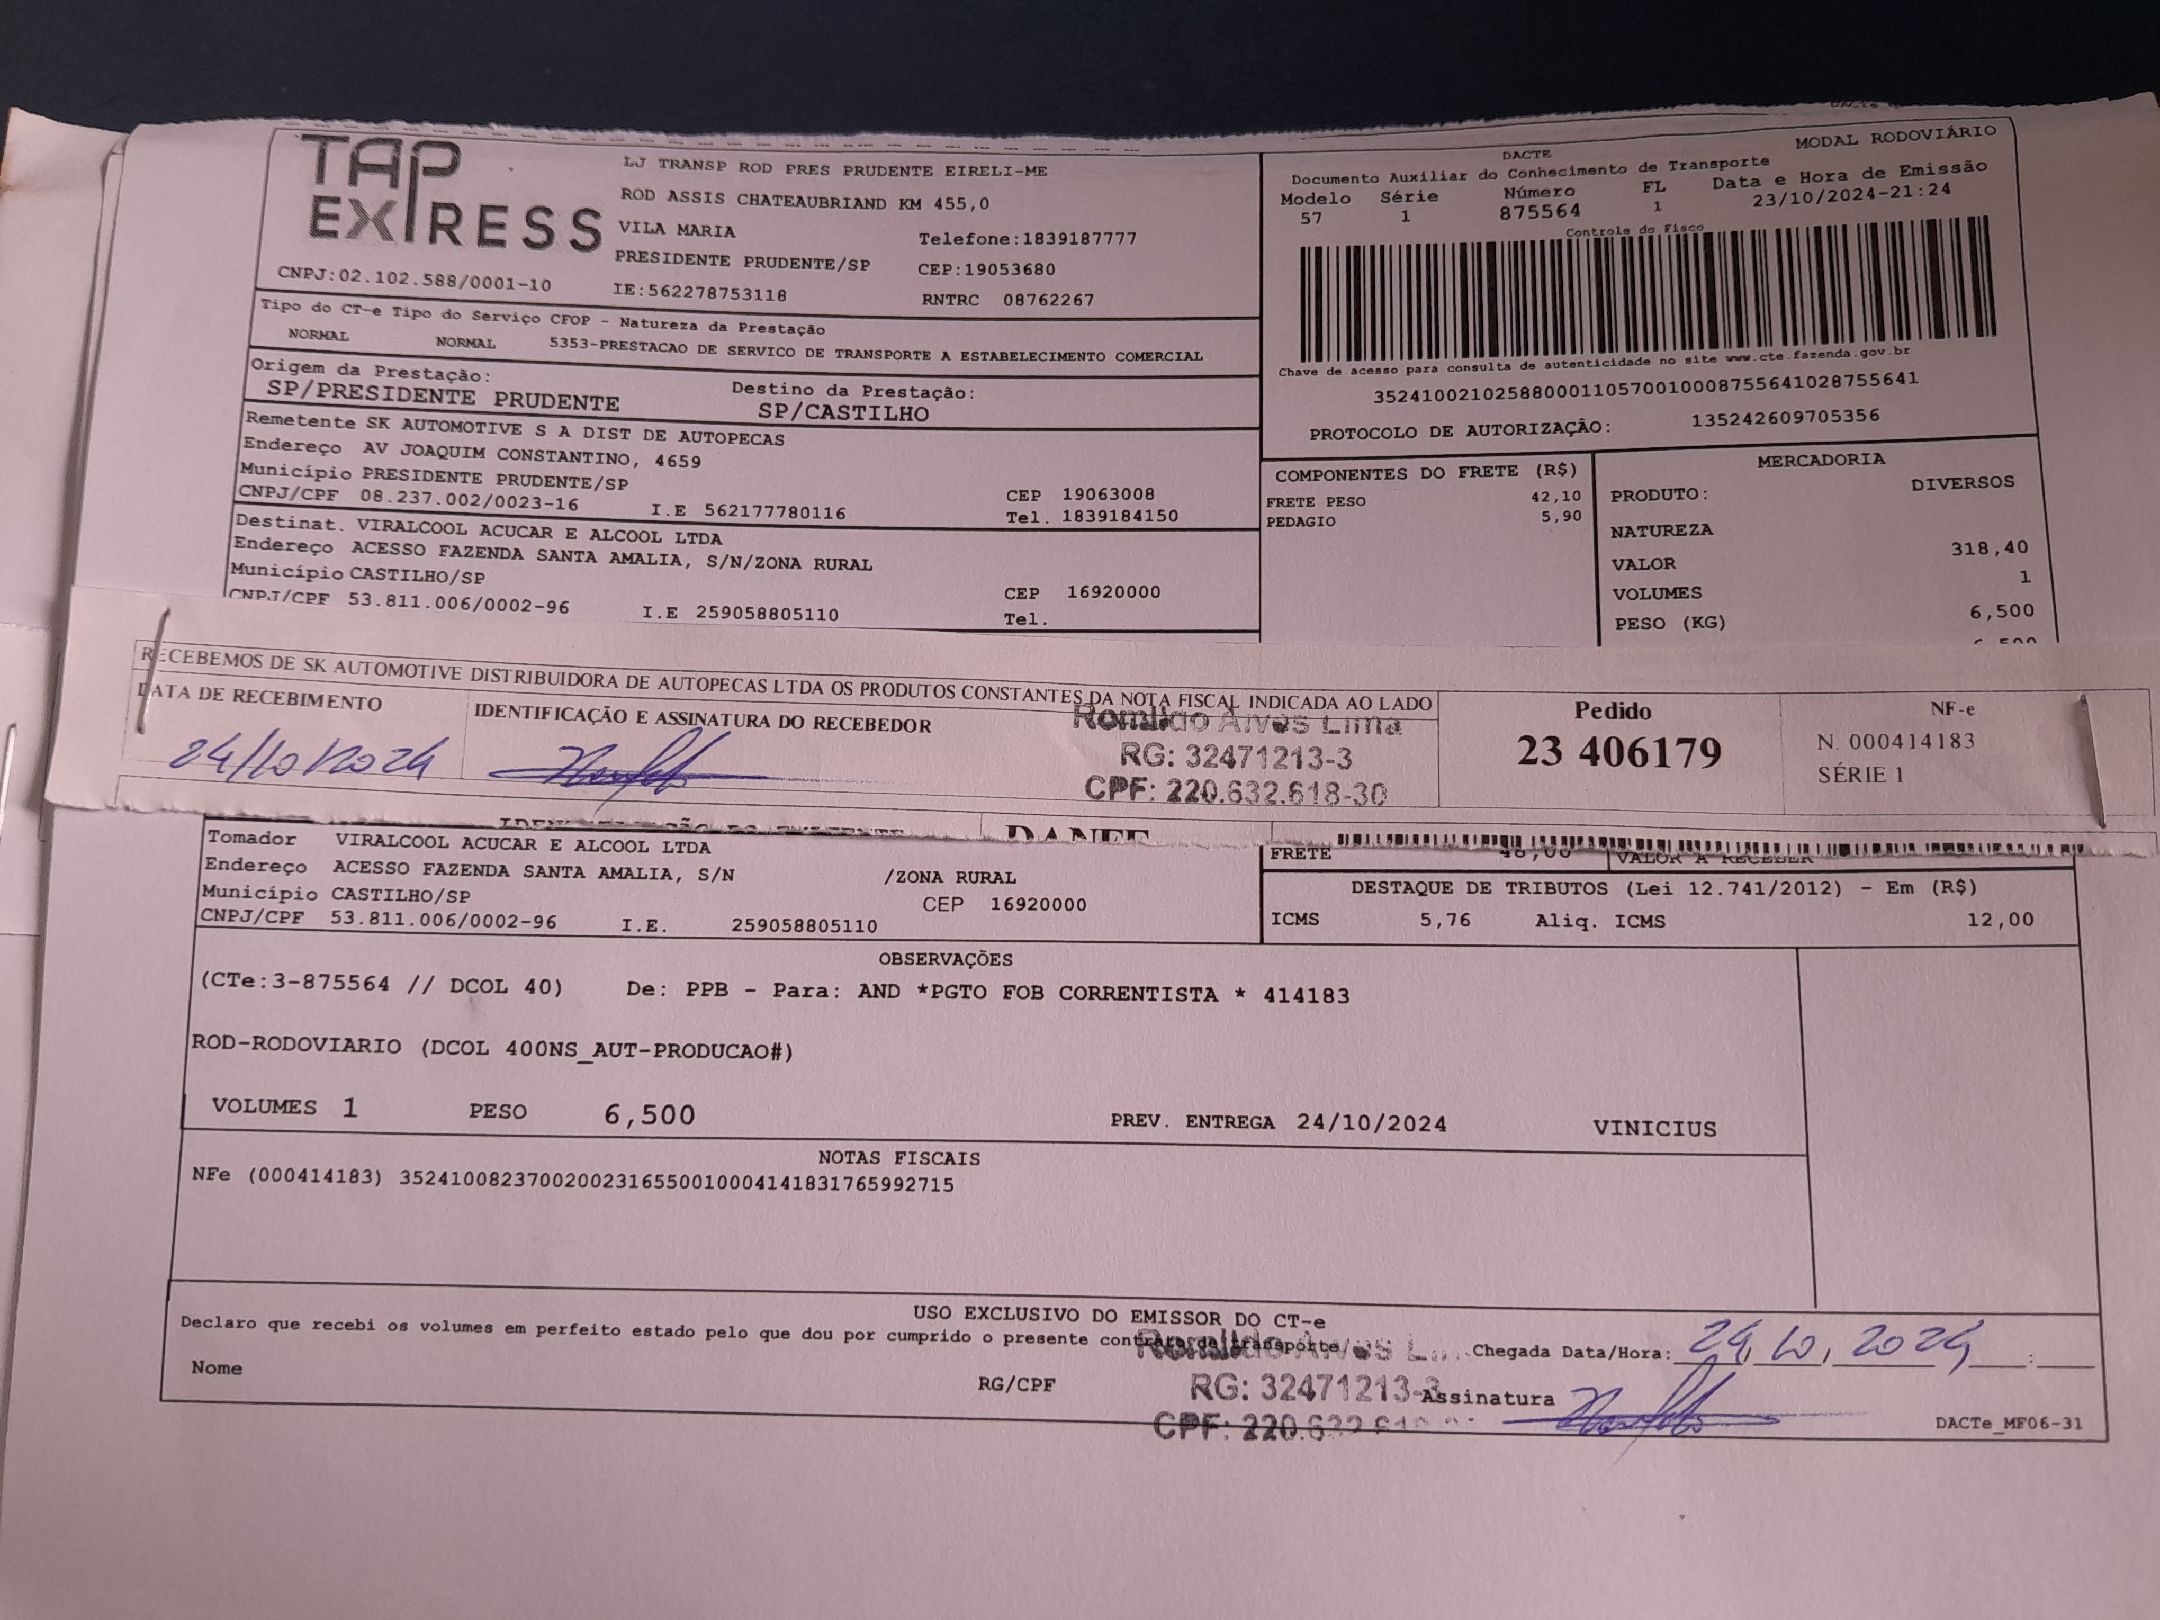 TAP EXPRESS
LJ TRANSP ROD PRES PRUDENTE EIRELI-ME
ROD ASSIS CHATEAUBRIAND KM 455,0
VILA MARIA
Telefone:1839187777
PRESIDENTE PRUDENTE/SP
CEP:19053680
CNPJ:02.102.588/0001-10
IE:562278753118
RNTRC 08762267
MODAL RODOVIÁRIO
DACTE
Documento Auxiliar do Conhecimento de Transporte
Modelo Série Número FL Data e Hora de Emissão
57 1 875564 1 23/10/2024-21:24
Controle do Fisco
Chave de acesso para consulta de autenticidade no site www.cte.fazenda.gov.br
35241002102588000110570010008755641028755641
PROTOCOLO DE AUTORIZAÇÃO: 135242609705356
Tipo do CT-e Tipo do Serviço CFOP - Natureza da Prestação
NORMAL NORMAL 5353-PRESTACAO DE SERVICO DE TRANSPORTE A ESTABELECIMENTO COMERCIAL
Origem da Prestação: Destino da Prestação:
SP/PRESIDENTE PRUDENTE SP/CASTILHO
Remetente SK AUTOMOTIVE S A DIST DE AUTOPECAS
Endereço AV JOAQUIM CONSTANTINO, 4659
Município PRESIDENTE PRUDENTE/SP CEP 19063008
CNPJ/CPF 08.237.002/0023-16 I.E 562177780116 Tel. 1839184150
Destinat. VIRALCOOL ACUCAR E ALCOOL LTDA
Endereço ACESSO FAZENDA SANTA AMALIA, S/N/ZONA RURAL
Município CASTILHO/SP CEP 16920000
CNPJ/CPF 53.811.006/0002-96 I.E 259058805110 Tel.
COMPONENTES DO FRETE (R$)
FRETE PESO 42,10
PEDAGIO 5,90
MERCADORIA
PRODUTO: DIVERSOS
NATUREZA
VALOR 318,40
VOLUMES 1
PESO (KG) 6,500
RECEBEMOS DE SK AUTOMOTIVE DISTRIBUIDORA DE AUTOPECAS LTDA OS PRODUTOS CONSTANTES DA NOTA FISCAL INDICADA AO LADO
DATA DE RECEBIMENTO IDENTIFICAÇÃO E ASSINATURA DO RECEBEDOR
24/10/2024
Romildo Alves Lima
RG: 32471213-3
CPF: 220.632.618-30
Pedido
23 406179
NF-e
N. 000414183
SÉRIE 1
DANFE
Tomador VIRALCOOL ACUCAR E ALCOOL LTDA
Endereço ACESSO FAZENDA SANTA AMALIA, S/N /ZONA RURAL
Município CASTILHO/SP CEP 16920000
CNPJ/CPF 53.811.006/0002-96 I.E. 259058805110
FRETE 48,00 VALOR A RECEBER
DESTAQUE DE TRIBUTOS (Lei 12.741/2012) - Em (R$)
ICMS 5,76 Aliq. ICMS 12,00
OBSERVAÇÕES
(CTe:3-875564 // DCOL 40) De: PPB - Para: AND *PGTO FOB CORRENTISTA * 414183
ROD-RODOVIARIO (DCOL 400NS_AUT-PRODUCAO#)
VOLUMES 1 PESO 6,500 PREV. ENTREGA 24/10/2024 VINICIUS
NOTAS FISCAIS
NFe (000414183) 35241008237002002316550010004141831765992715
USO EXCLUSIVO DO EMISSOR DO CT-e
Declaro que recebi os volumes em perfeito estado pelo que dou por cumprido o presente contrato de transporte
Romildo Alves
Chegada Data/Hora: 24, 10, 2024 :
Nome RG/CPF
RG: 32471213-3
Assinatura
CPF: 220.632
DACTe_MF06-31